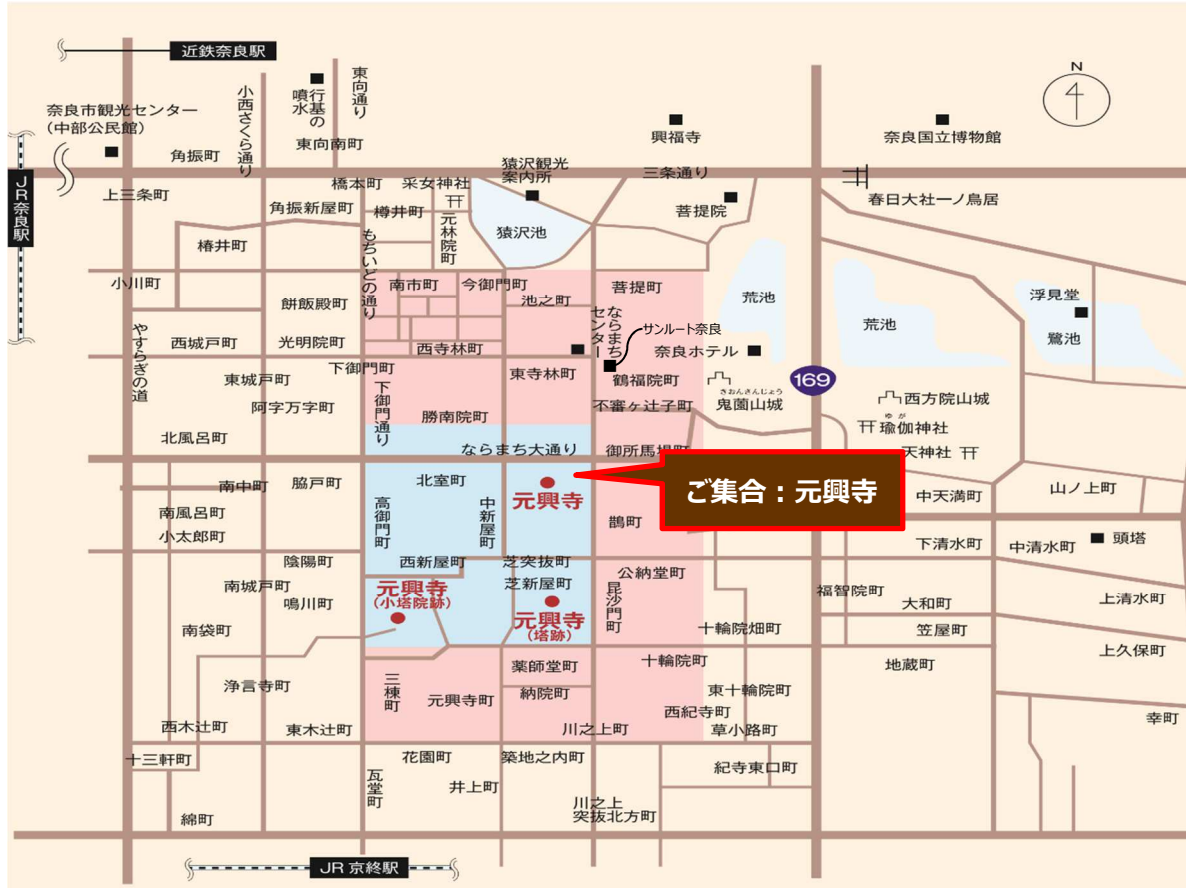 近鉄奈良駅
奈良市観光センター
(中部公民館)
小西さくら通り
行基の
噴水
東向通り
N
興福寺
奈良国立博物館
JR奈良駅
角振町
東向南町
猿沢観光
案内所
三条通り
上三条町
橋本町
采女神社
菩提院
春日大社一ノ鳥居
角振新屋町
樽井町
元林院町
猿沢池
椿井町
もちいどの通り
小川町
南市町
今御門町
池之町
菩提町
荒池
荒池
浮見堂
鷺池
餅飯殿町
ならまち
センター
サンルート奈良
やすらぎの道
西城戸町
光明院町
西寺林町
奈良ホテル
下御門町
東城戸町
東寺林町
鶴福院町
169
きおんさんじょう
鬼薗山城
西方院山城
阿字万字町
下御門通り
勝南院町
不審ヶ辻子町
ゆが
瑜伽神社
北風呂町
ならまち大通り
御所馬場町
天神社
ご集合：元興寺
南中町
脇戸町
北室町
元興寺
中天満町
山ノ上町
南風呂町
高御門町
中新屋町
鵲町
小太郎町
下清水町
中清水町
頭塔
陰陽町
西新屋町
芝突抜町
公納堂町
南城戸町
元興寺
(小塔院跡)
芝新屋町
毘沙門町
福智院町
上清水町
鳴川町
元興寺
(塔跡)
大和町
南袋町
十輪院畑町
笠屋町
上久保町
薬師堂町
十輪院町
地蔵町
浄言寺町
三棟町
元興寺町
納院町
東十輪院町
西紀寺町
幸町
西木辻町
東木辻町
川之上町
草小路町
十三軒町
花園町
築地之内町
紀寺東口町
瓦堂町
井上町
綿町
川之上
突抜北方町
JR 京終駅